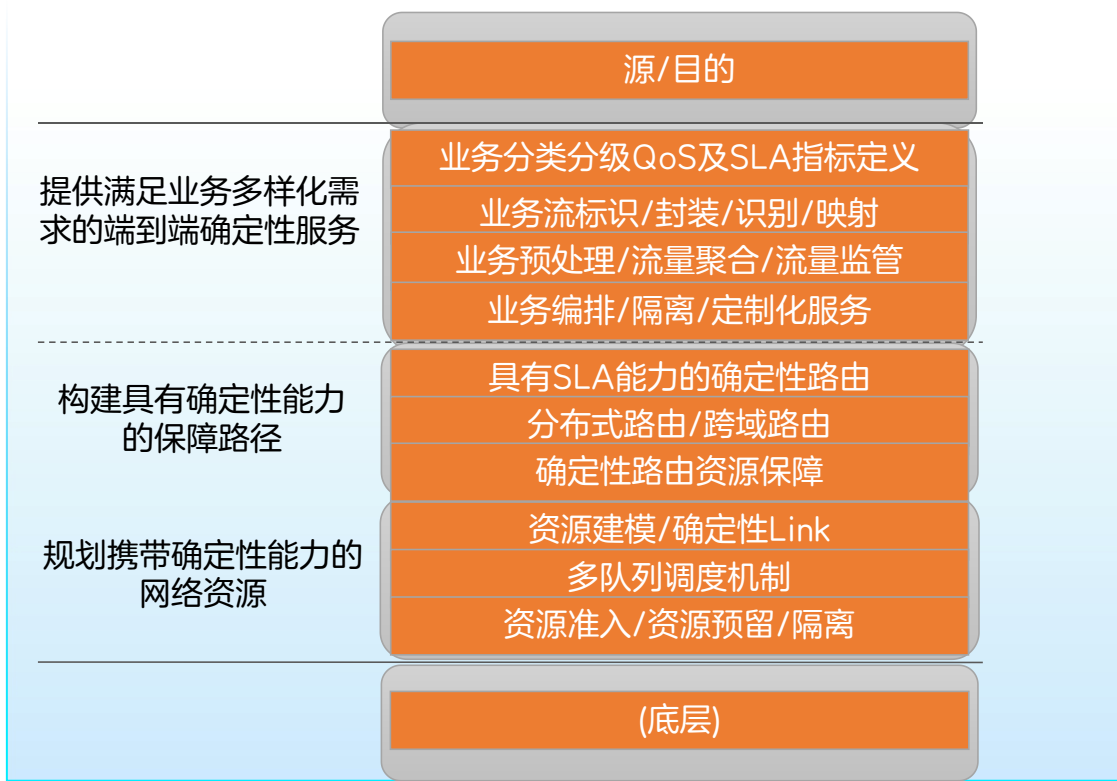 源/目的
提供满足业务多样化需
求的端到端确定性服务
业务分类分级QoS及SLA指标定义
业务流标识/封装/识别/映射
业务预处理/流量聚合/流量监管
业务编排/隔离/定制化服务
构建具有确定性能力
的保障路径
具有SLA能力的确定性路由
分布式路由/跨域路由
确定性路由资源保障
规划携带确定性能力的
网络资源
资源建模/确定性Link
多队列调度机制
资源准入/资源预留/隔离
(底层)